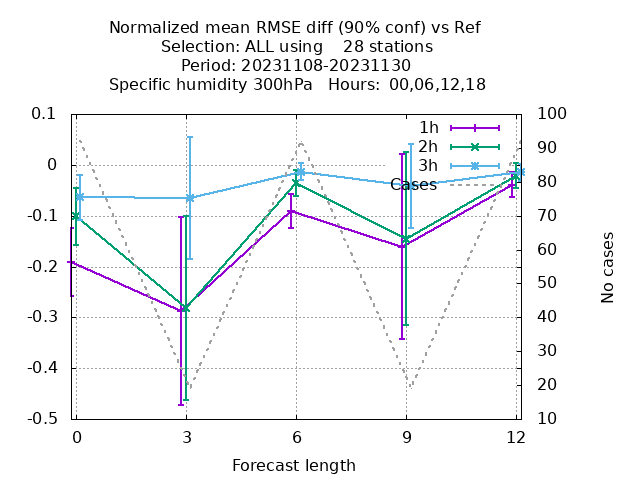 Normalized mean RMSE diff (90% conf) vs Ref
Selection: ALL using    28 stations
Period: 20231108-20231130
Specific humidity 300hPa   Hours:  00,06,12,18
0.1
0
-0.1
-0.2
-0.3
-0.4
-0.5
100
90
80
70
60
50
40
30
20
10
1h
2h
3h
Cases
No cases
0
3
6
9
12
Forecast length